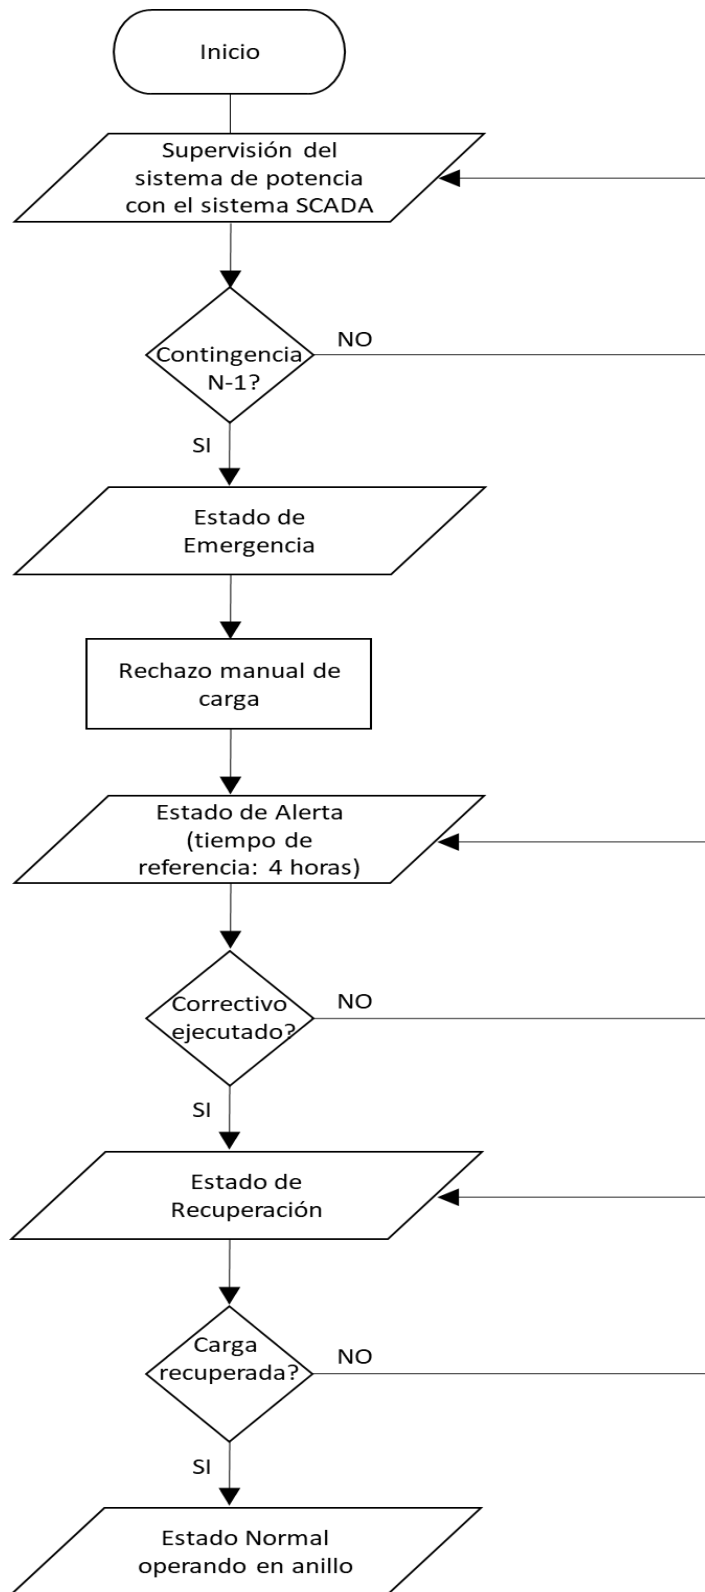 Inicio
Supervisión del
sistema de potencia
con el sistema SCADA
NO
Contingencia
N-1?
SI
Estado de
Emergencia
Rechazo manual de
carga
Estado de Alerta
(tiempo de
referencia: 4 horas)
NO
Correctivo
ejecutado?
SI
Estado de
Recuperación
Carga
NO
recuperada?
SI
Estado Normal
operando en anillo